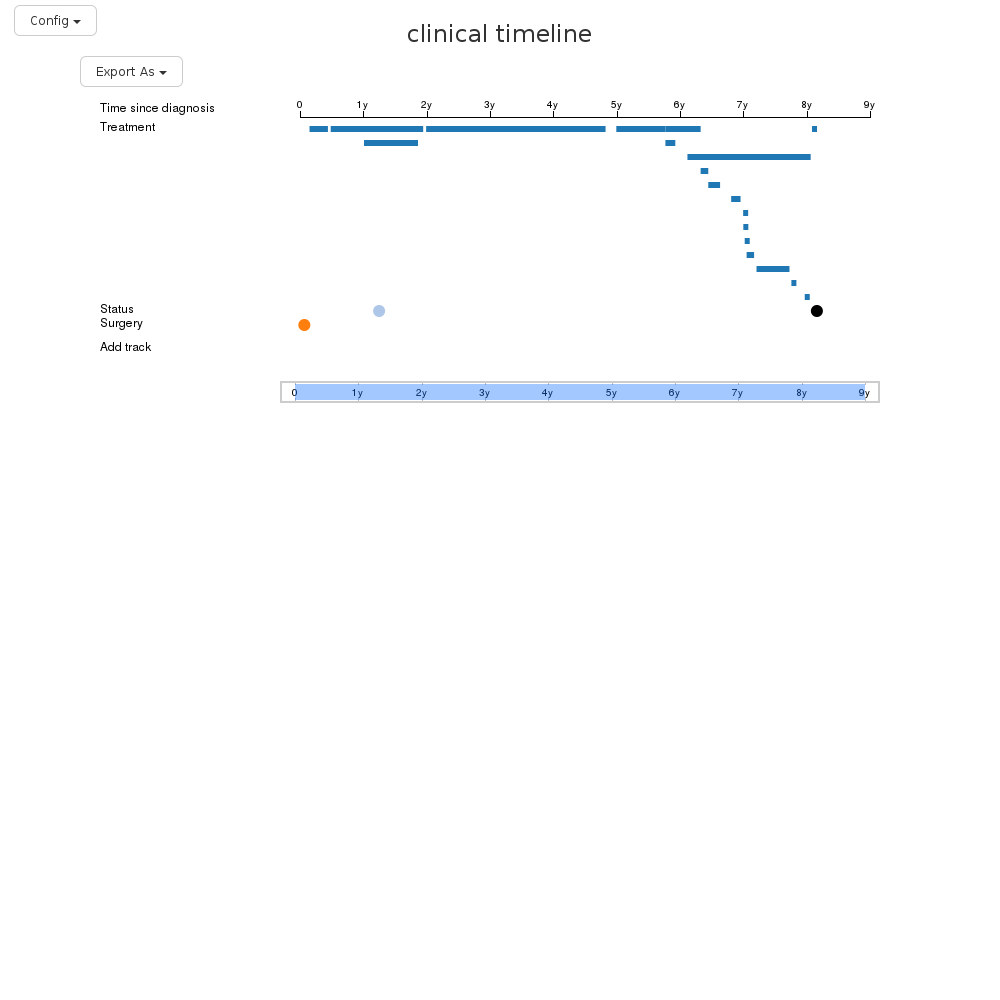 Config
clinical timeline
Export As
Time since diagnosis
0 1y 2y 3y 4y 5y 6y 7y 8y 9y
Treatment
Status
Surgery
Add track
0 1y 2y 3y 4y 5y 6y 7y 8y 9y